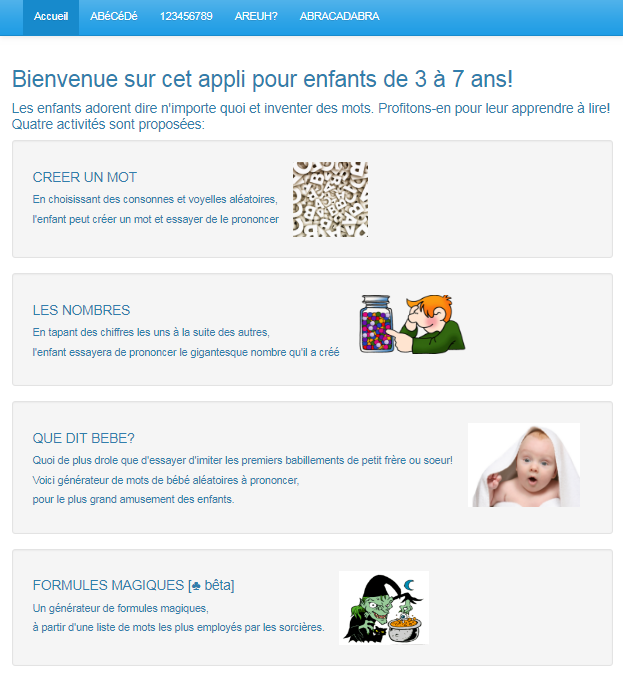 Accueil ABéCéDé 123456789 AREUH? ABRACADABRA
Bienvenue sur cet appli pour enfants de 3 à 7 ans!
Les enfants adorent dire n'importe quoi et inventer des mots. Profitons-en pour leur apprendre à lire!
Quatre activités sont proposées:
CREER UN MOT
En choisissant des consonnes et voyelles aléatoires,
l'enfant peut créer un mot et essayer de le prononcer
LES NOMBRES
En tapant des chiffres les uns à la suite des autres,
l'enfant essayera de prononcer le gigantesque nombre qu'il a créé
QUE DIT BEBE?
Quoi de plus drole que d'essayer d'imiter les premiers babillements de petit frère ou soeur!
Voici générateur de mots de bébé aléatoires à prononcer,
pour le plus grand amusement des enfants.
FORMULES MAGIQUES [♣ bêta]
Un générateur de formules magiques,
à partir d'une liste de mots les plus employés par les sorcières.